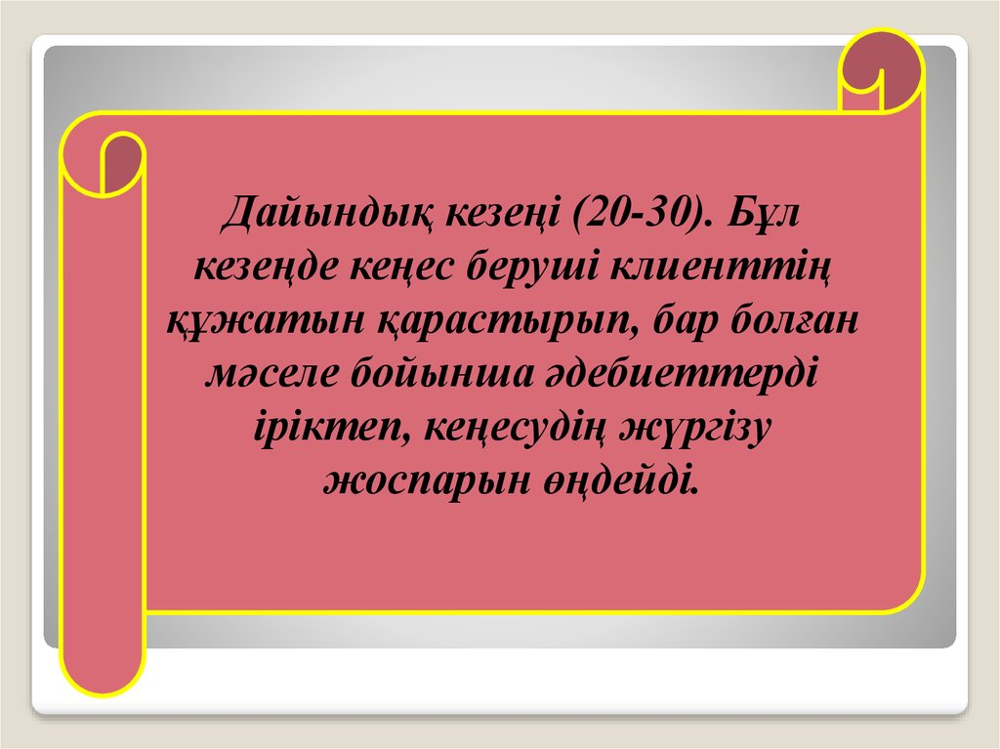 Дайындық кезеңі (20-30). Бұл
кезеңде кеңес беруші клиенттің
құжатын қарастырып, бар болған
мәселе бойынша әдебиеттерді
іріктеп, кеңесудің жүргізу
жоспарын өңдейді.